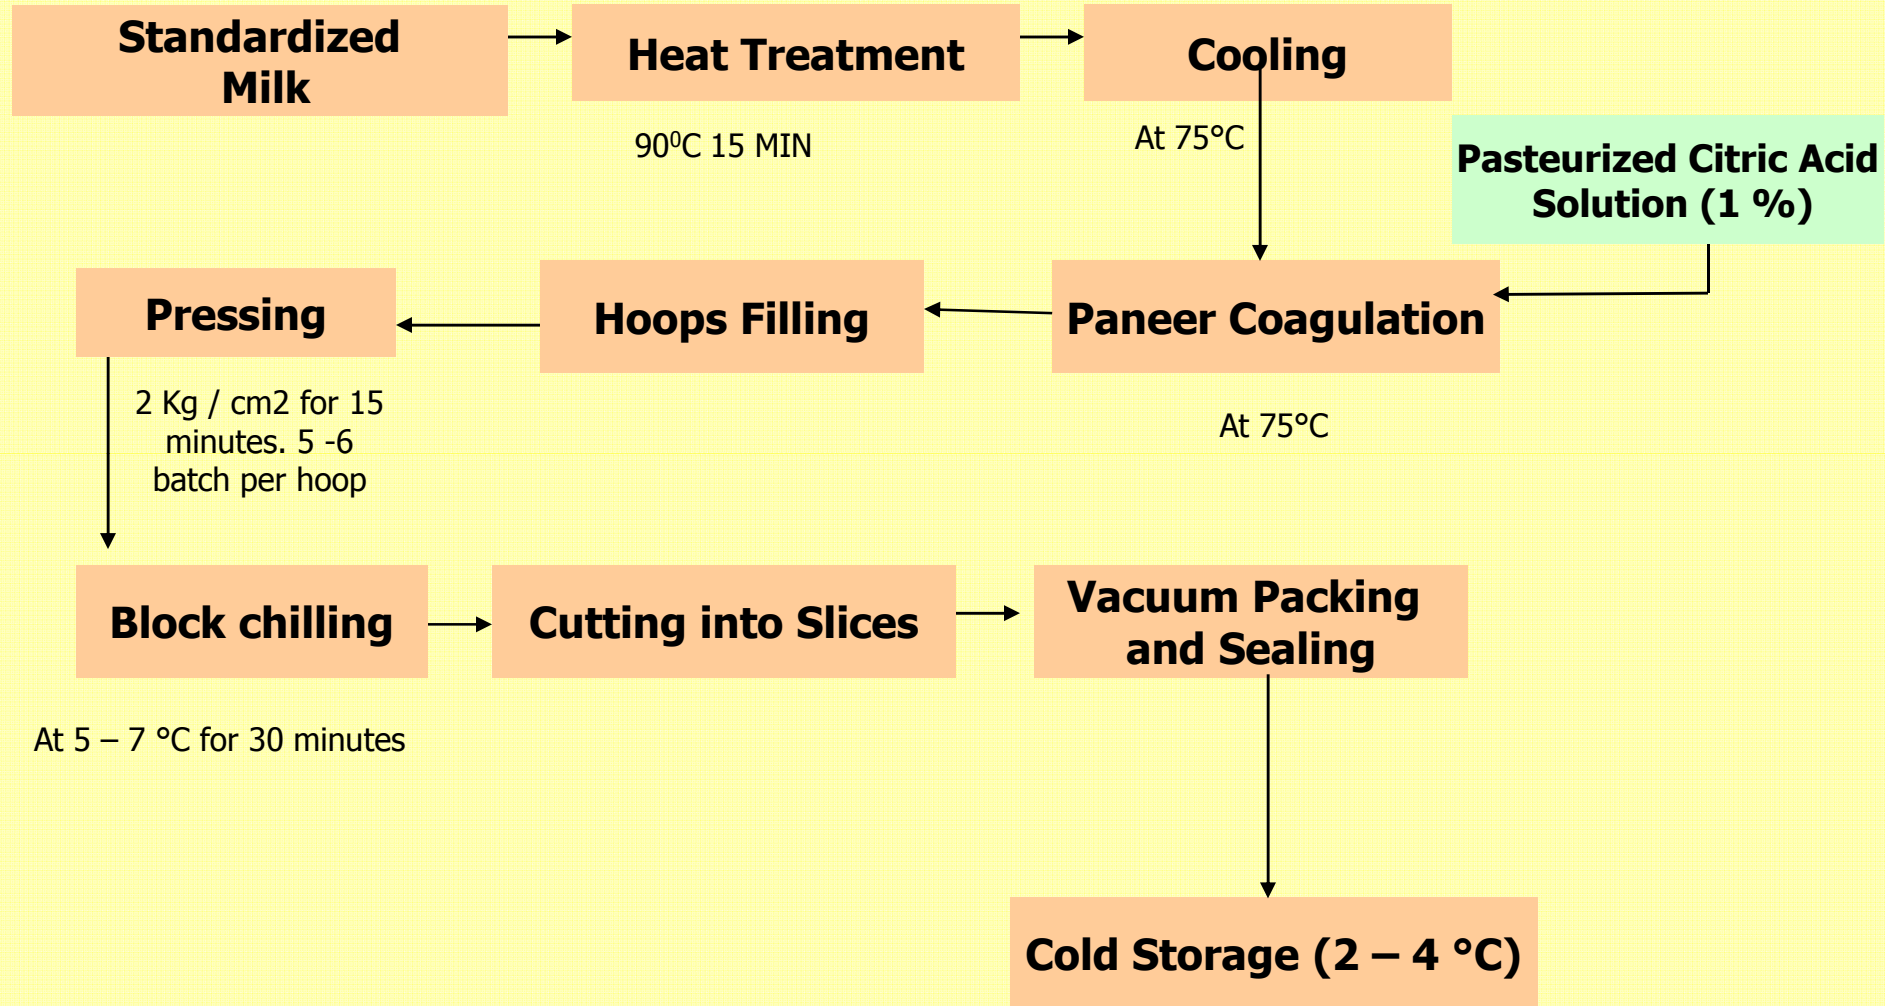 Standardized
Milk
Heat Treatment
Cooling
90⁰C 15 MIN
At 75°C
Pasteurized Citric Acid
Solution (1 %)
Pressing
Hoops Filling
Paneer Coagulation
2 Kg / cm2 for 15
minutes. 5 -6
batch per hoop
At 75°C
Block chilling
Cutting into Slices
Vacuum Packing
and Sealing
At 5 – 7 °C for 30 minutes
Cold Storage (2 – 4 °C)